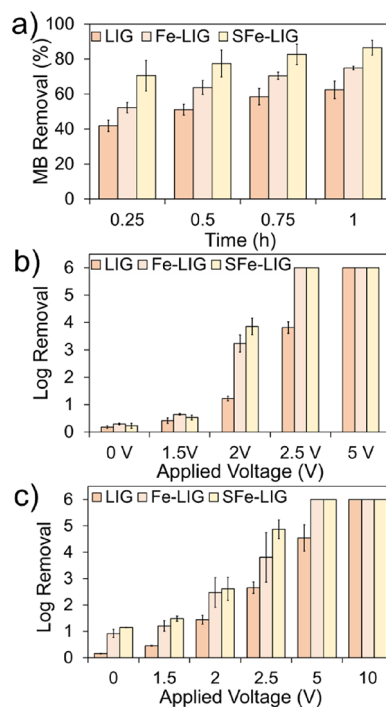 a)
LIG Fe-LIG SFe-LIG
MB Removal (%)
100
80
60
40
20
0
0.25 0.5 0.75 1
Time (h)
b)
LIG Fe-LIG SFe-LIG
Log Removal
6
5
4
3
2
1
0
0 V 1.5V 2V 2.5 V 5 V
Applied Voltage (V)
c)
LIG Fe-LIG SFe-LIG
Log Removal
6
5
4
3
2
1
0
0 1.5 2 2.5 5 10
Applied Voltage (V)